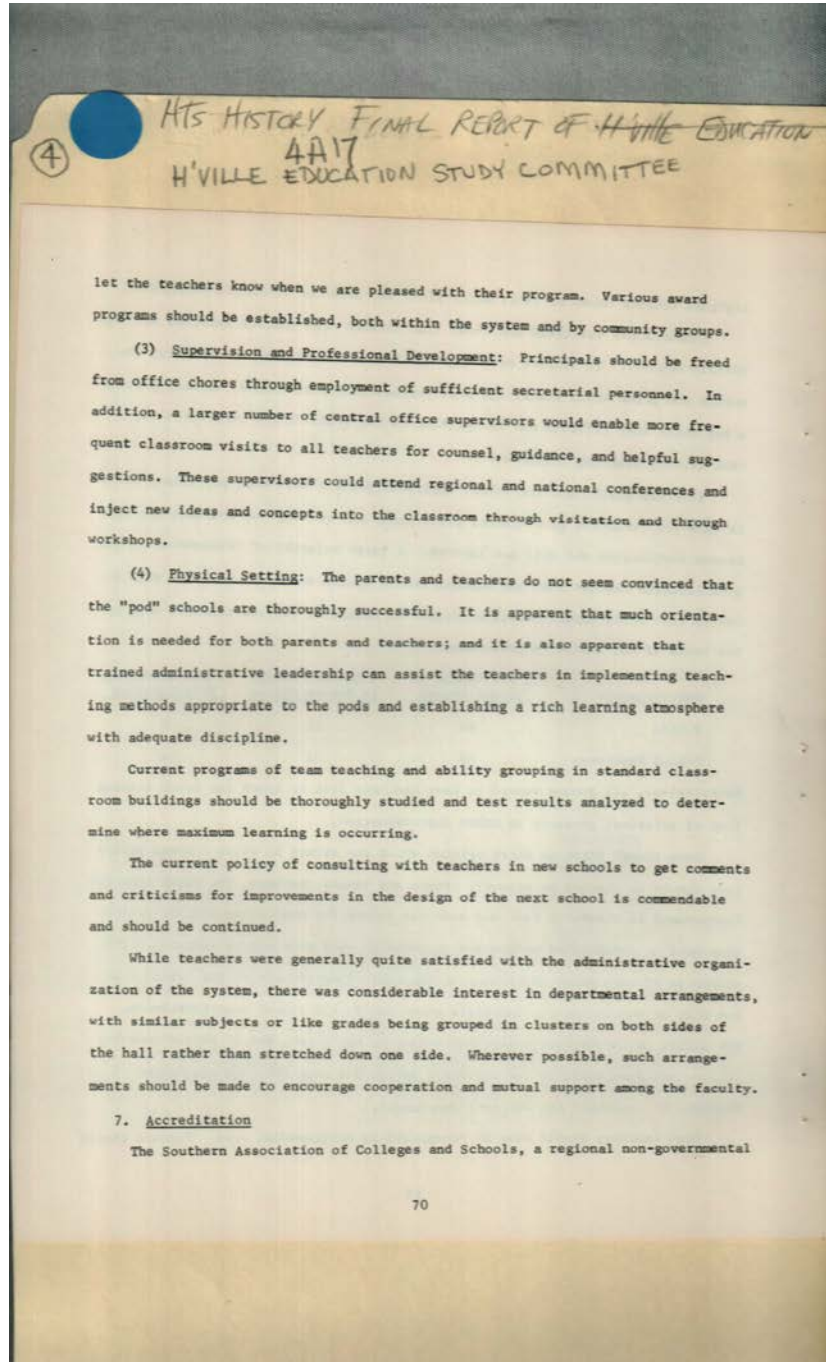 HTS HISTORY FINAL REPORT OF H'ville EDUCATION
4
4A17
H'VILLE EDUCATION STUDY COMMITTEE
let the teachers know when we are pleased with their program. Various award
programs should be established, both within the system and by community groups.
(3) Supervision and Professional Development: Principals should be freed
from office chores through employment of sufficient secretarial personnel. In
addition, a larger number of central office supervisors would enable more fre-
quent classroom visits to all teachers for counsel, guidance, and helpful sug-
gestions. These supervisors could attend regional and national conferences and
inject new ideas and concepts into the classroom through visitation and through
workshops.
(4) Physical Setting: The parents and teachers do not seem convinced that
the "pod" schools are thoroughly successful. It is apparent that much orienta-
tion is needed for both parents and teachers; and it is also apparent that
trained administrative leadership can assist the teachers in implementing teach-
ing methods appropriate to the pods and establishing a rich learning atmosphere
with adequate discipline.
Current programs of team teaching and ability grouping in standard class-
room buildings should be thoroughly studied and test results analyzed to deter-
mine where maximum learning is occurring.
The current policy of consulting with teachers in new schools to get comments
and criticisms for improvements in the design of the next school is commendable
and should be continued.
While teachers were generally quite satisfied with the administrative organi-
zation of the system, there was considerable interest in departmental arrangements,
with similar subjects or like grades being grouped in clusters on both sides of
the hall rather than stretched down one side. Wherever possible, such arrange-
ments should be made to encourage cooperation and mutual support among the faculty.
7. Accreditation
The Southern Association of Colleges and Schools, a regional non-governmental
70